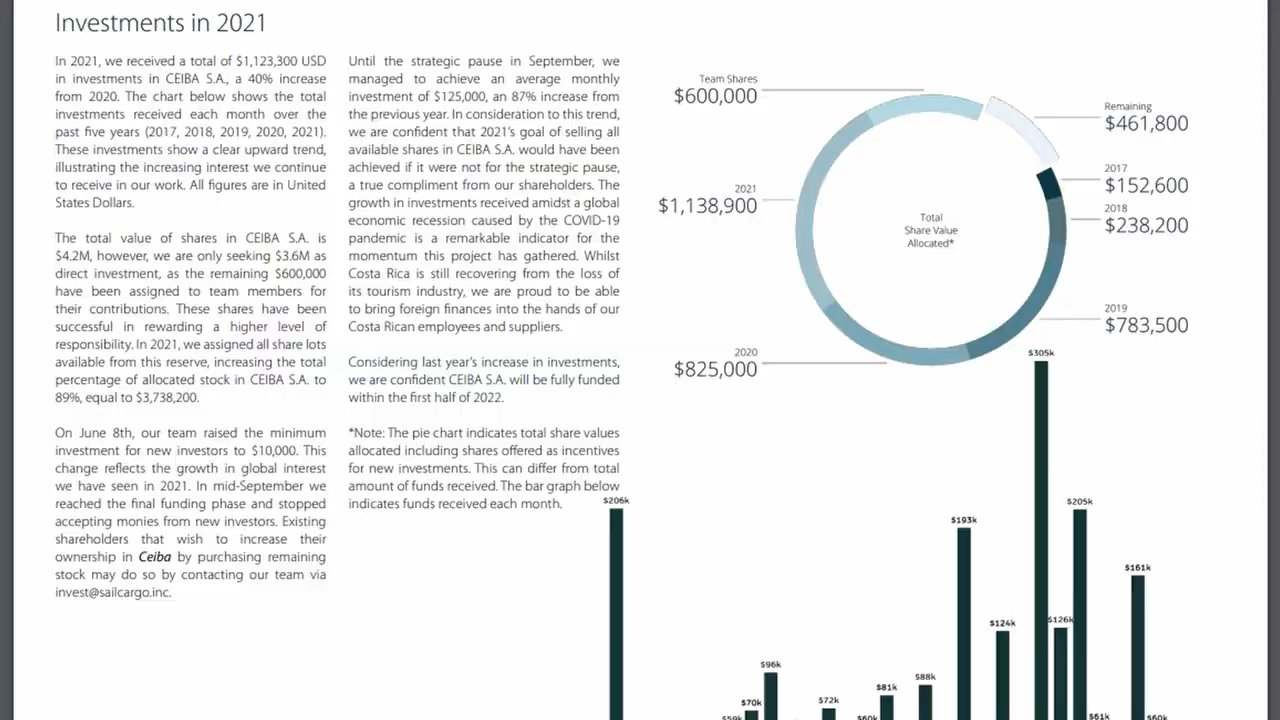 Investments in 2021
In 2021, we received a total of $1,123,300 USD
in investments in CEIBA S.A., a 40% increase
from 2020. The chart below shows the total
investments received each month over the
past five years (2017, 2018, 2019, 2020, 2021).
These investments show a clear upward trend,
illustrating the increasing interest we continue
to receive in our work. All figures are in United
States Dollars.
The total value of shares in CEIBA S.A. is
$4.2M, however, we are only seeking $3.6M as
direct investment, as the remaining $600,000
have been assigned to team members for
their contributions. These shares have been
successful in rewarding a higher level of
responsibility. In 2021, we assigned all share lots
available from this reserve, increasing the total
percentage of allocated stock in CEIBA S.A. to
89%, equal to $3,738,200.
On June 8th, our team raised the minimum
investment for new investors to $10,000. This
change reflects the growth in global interest
we have seen in 2021. In mid-September we
reached the final funding phase and stopped
accepting monies from new investors. Existing
shareholders that wish to increase their
ownership in Ceiba by purchasing remaining
stock may do so by contacting our team via
invest@sailcargo.inc.
Until the strategic pause in September, we
managed to achieve an average monthly
investment of $125,000, an 87% increase from
the previous year. In consideration to this trend,
we are confident that 2021's goal of selling all
available shares in CEIBA S.A. would have been
achieved if it were not for the strategic pause,
a true compliment from our shareholders. The
growth in investments received amidst a global
economic recession caused by the COVID-19
pandemic is a remarkable indicator for the
momentum this project has gathered. Whilst
Costa Rica is still recovering from the loss of
its tourism industry, we are proud to be able
to bring foreign finances into the hands of our
Costa Rican employees and suppliers.
Considering last year's increase in investments,
we are confident CEIBA S.A. will be fully funded
within the first half of 2022.
*Note: The pie chart indicates total share values
allocated including shares offered as incentives
for new investments. This can differ from total
amount of funds received. The bar graph below
indicates funds received each month.
Team Shares
$600,000
Remaining
$461,800
2017
$152,600
2018
$238,200
2021
$1,138,900
Total
Share Value
Allocated*
2019
$783,500
2020
$825,000
$206k
$59k
$70k
$96k
$72k
$60k
$81k
$88k
$193k
$124k
$305k
$126k
$205k
$61k
$161k
$60k